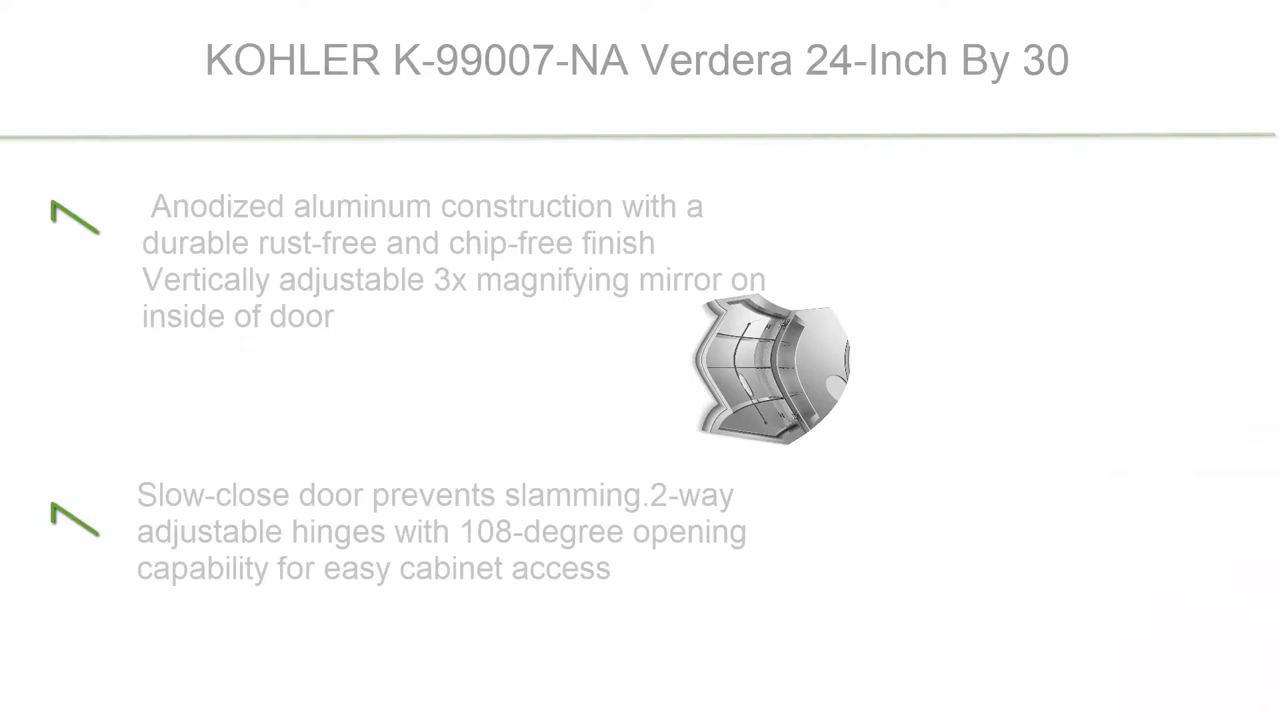 KOHLER K-99007-NA Verdera 24-Inch By 30
Anodized aluminum construction with a
durable rust-free and chip-free finish
Vertically adjustable 3x magnifying mirror on
inside of door
Slow-close door prevents slamming.2-way
adjustable hinges with 108-degree opening
capability for easy cabinet access